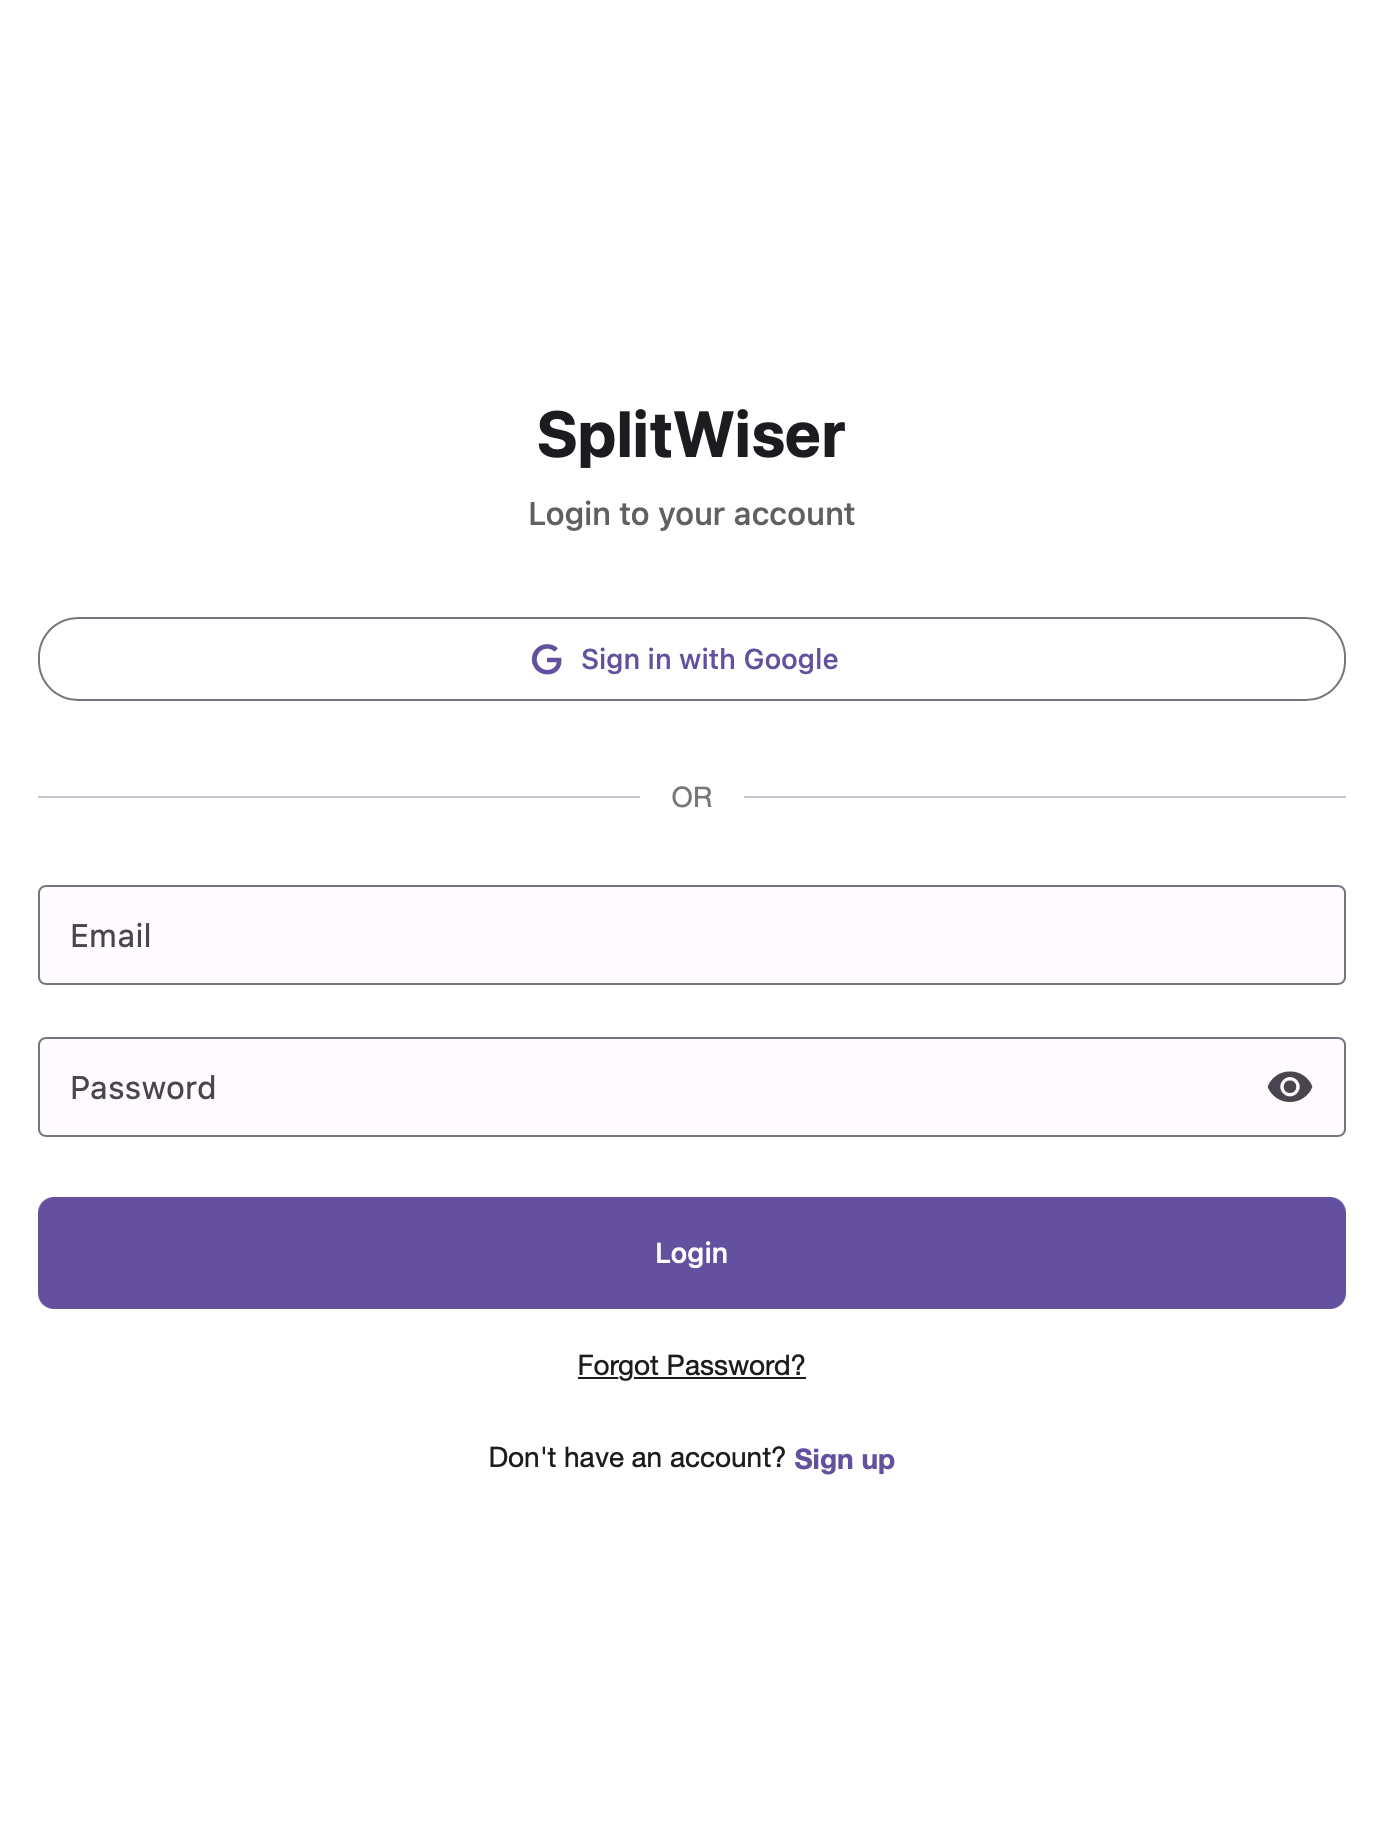 SplitWiser
Login to your account
Sign in with Google
OR
Email
Password
Login
Forgot Password?
Don't have an account? Sign up